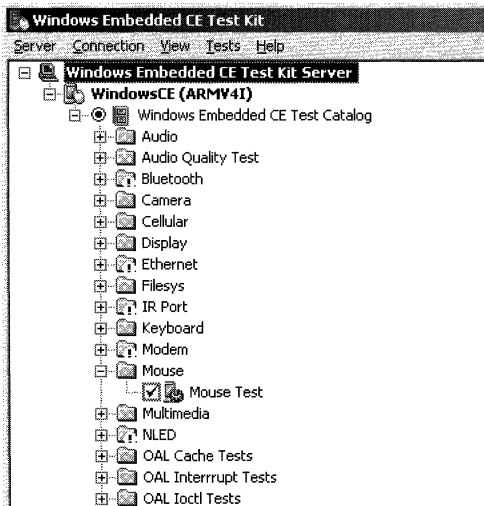 Windows Embedded CE Test Kit
Server Connection View Tests Help
Windows Embedded CE Test Kit Server
WindowsCE (ARMV4I)
Windows Embedded CE Test Catalog
Audio
Audio Quality Test
Bluetooth
Camera
Cellular
Display
Ethernet
Filesys
IR Port
Keyboard
Modem
Mouse
Mouse Test
Multimedia
NLED
OAL Cache Tests
OAL Interrrupt Tests
OAL Ioctl Tests